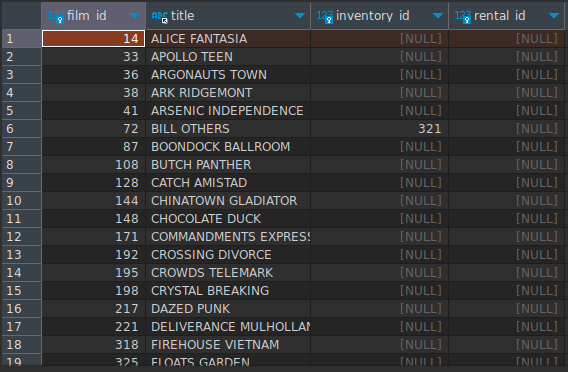 123 film_id ABC title 123 inventory_id 123 rental_id
1 14 ALICE FANTASIA [NULL] [NULL]
2 33 APOLLO TEEN [NULL] [NULL]
3 36 ARGONAUTS TOWN [NULL] [NULL]
4 38 ARK RIDGEMONT [NULL] [NULL]
5 41 ARSENIC INDEPENDENCE [NULL] [NULL]
6 72 BILL OTHERS 321 [NULL]
7 87 BOONDOCK BALLROOM [NULL] [NULL]
8 108 BUTCH PANTHER [NULL] [NULL]
9 128 CATCH AMISTAD [NULL] [NULL]
10 144 CHINATOWN GLADIATOR [NULL] [NULL]
11 148 CHOCOLATE DUCK [NULL] [NULL]
12 171 COMMANDMENTS EXPRES [NULL] [NULL]
13 192 CROSSING DIVORCE [NULL] [NULL]
14 195 CROWDS TELEMARK [NULL] [NULL]
15 198 CRYSTAL BREAKING [NULL] [NULL]
16 217 DAZED PUNK [NULL] [NULL]
17 221 DELIVERANCE MULHOLLAN [NULL] [NULL]
18 318 FIREHOUSE VIETNAM [NULL] [NULL]
19 325 FLOATS GARDEN [NULL] [NULL]